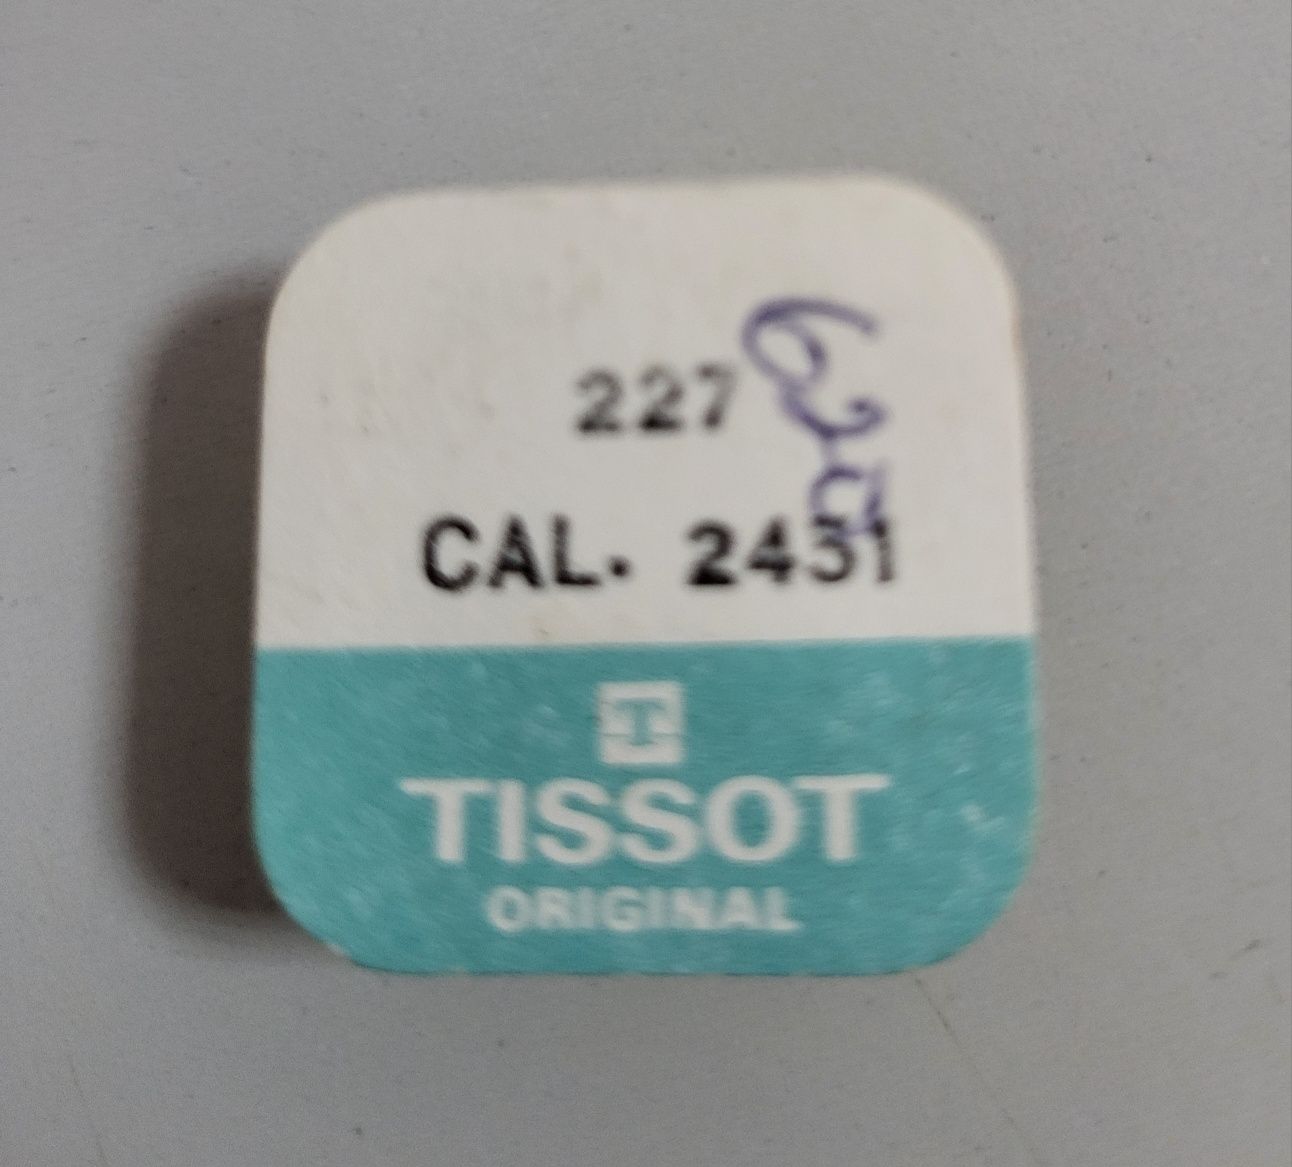 227
CAL. 2431
T
TISSOT
ORIGINAL